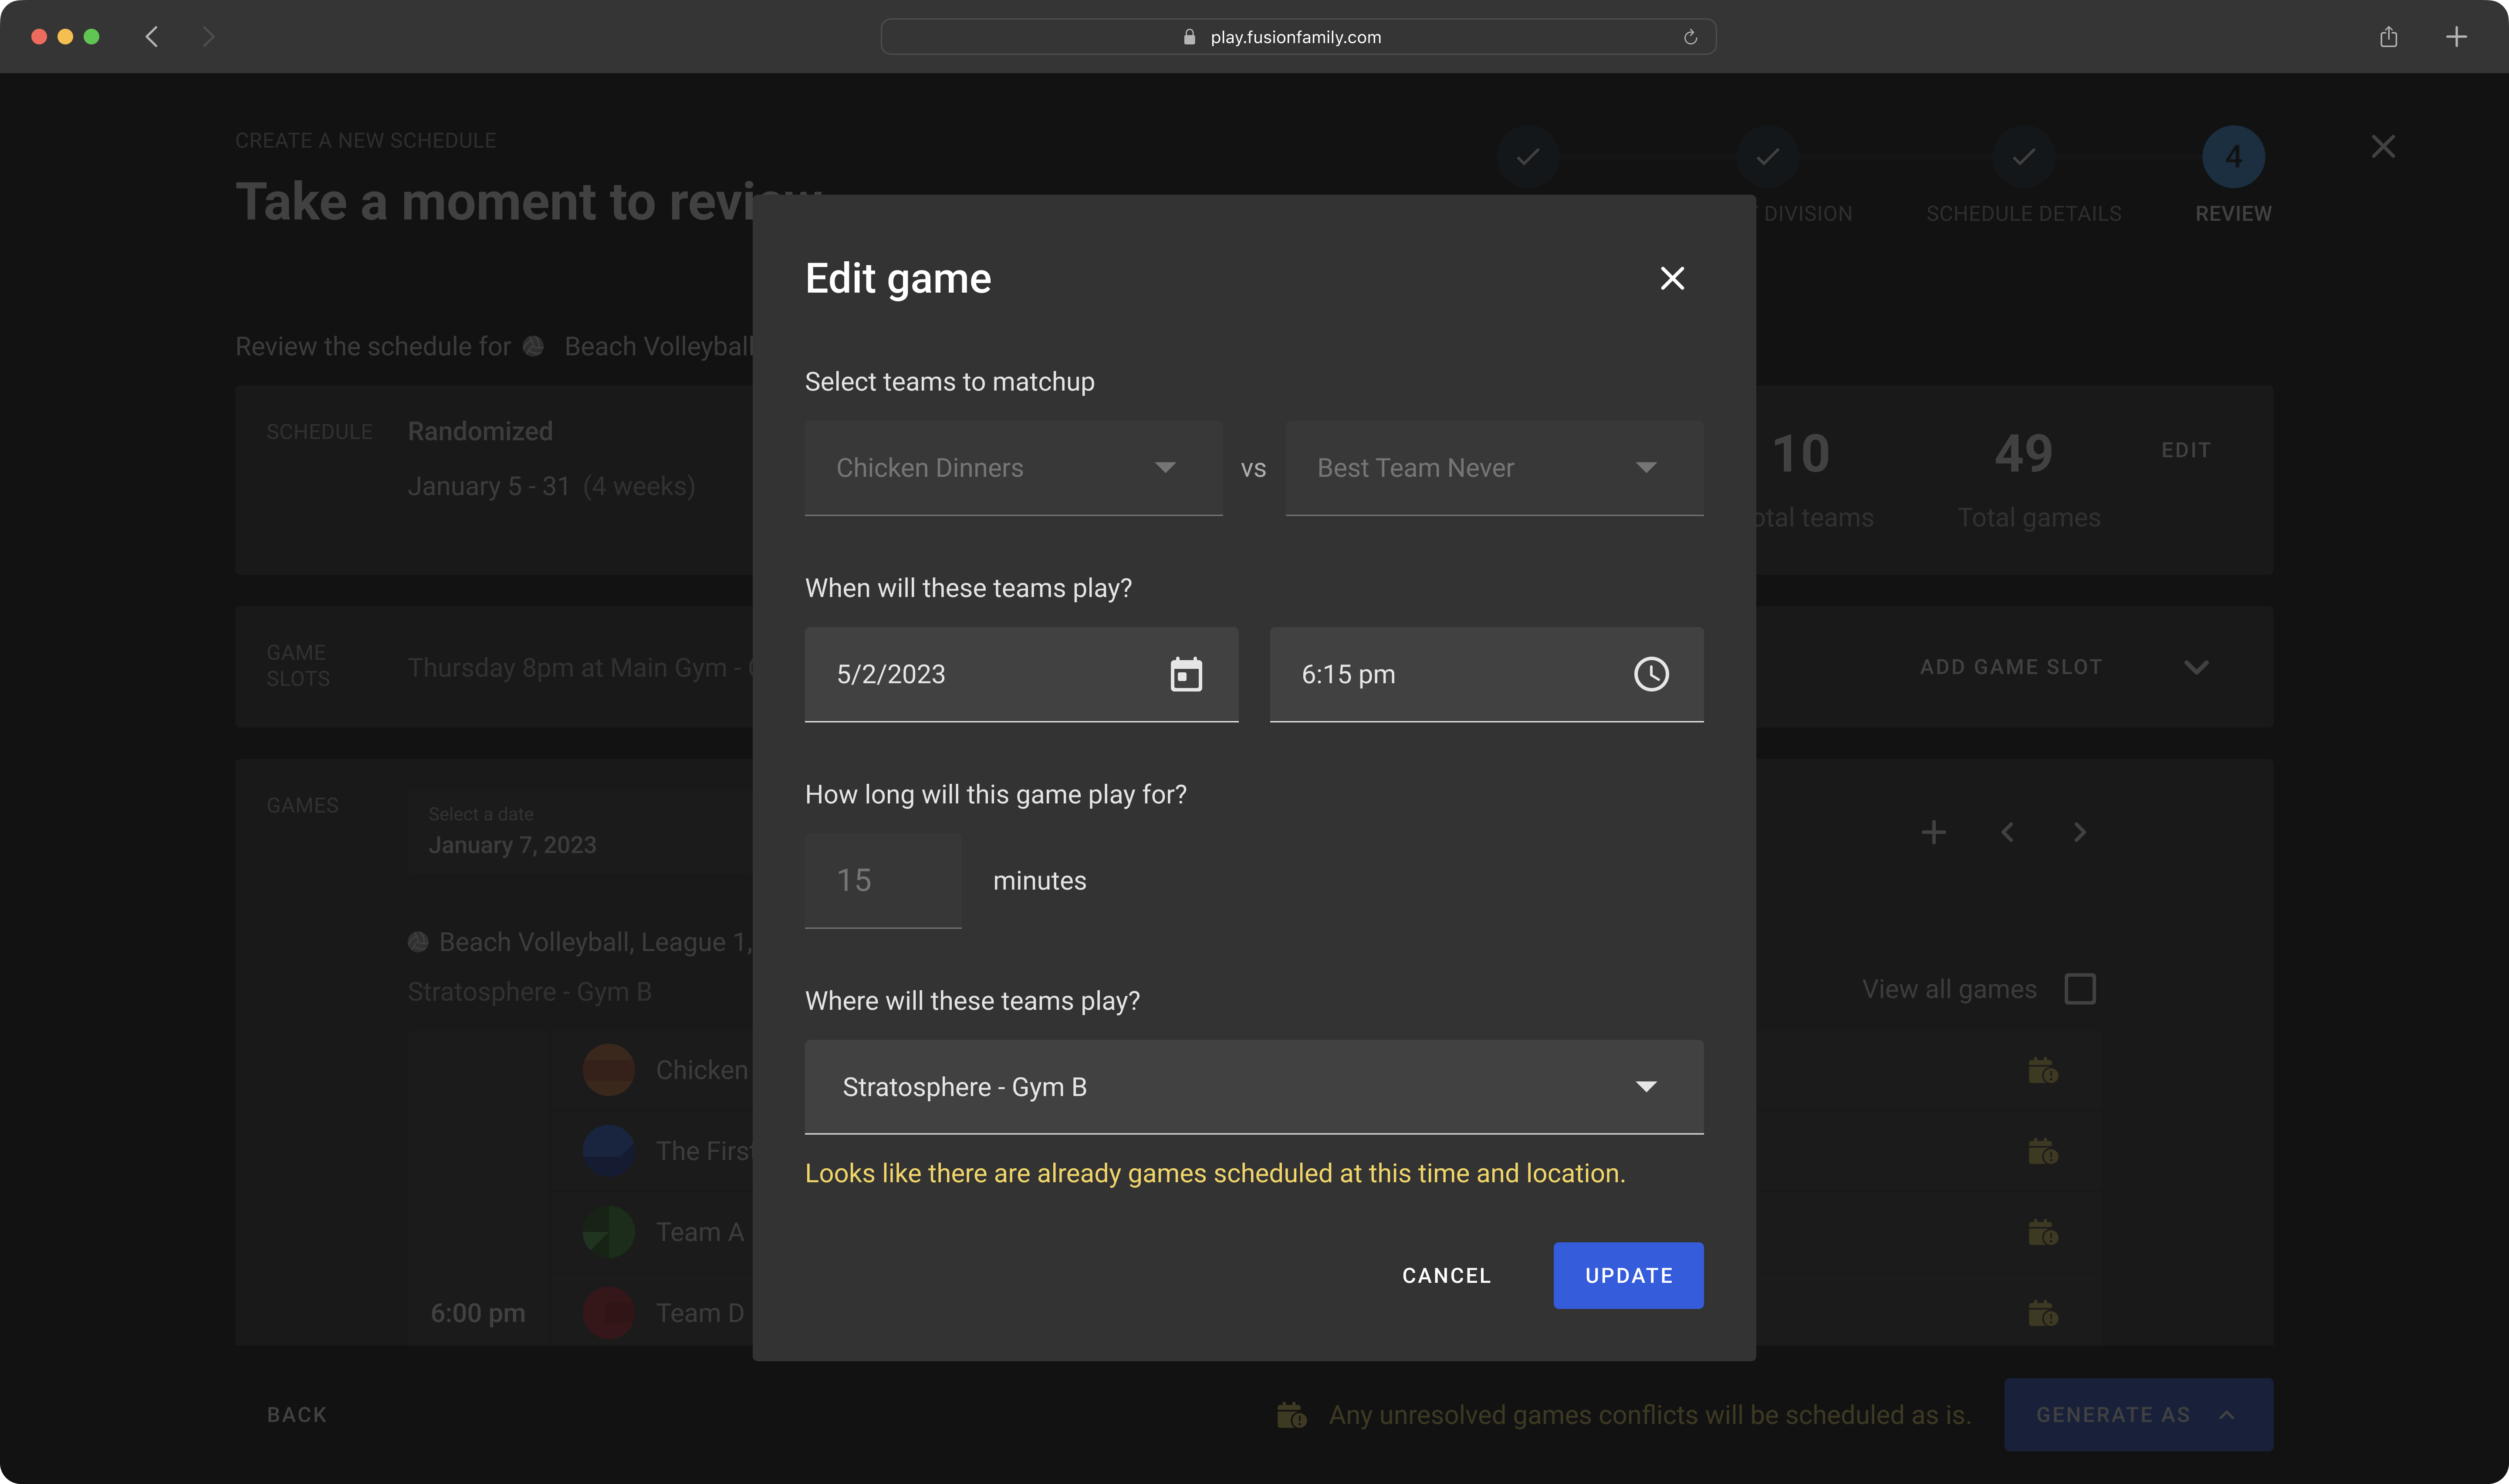 play.fusionfamily.com
CREATE A NEW SCHEDULE
Take a moment to review
4
DIVISION
SCHEDULE DETAILS
REVIEW
Review the schedule for Beach Volleyball
SCHEDULE
Randomized
January 5 - 31 (4 weeks)
10
49
EDIT
Total games
teams
GAME
SLOTS
Thursday 8pm at Main Gym -
ADD GAME SLOT
GAMES
Select a date
January 7, 2023
Beach Volleyball, League 1,
Stratosphere - Gym B
View all games
Chicken
The First
Team A
6:00 pm
Team D
Edit game
Select teams to matchup
Chicken Dinners
vs
Best Team Never
When will these teams play?
5/2/2023
6:15 pm
How long will this game play for?
15
minutes
Where will these teams play?
Stratosphere - Gym B
Looks like there are already games scheduled at this time and location.
CANCEL
UPDATE
BACK
Any unresolved games conflicts will be scheduled as is.
GENERATE AS